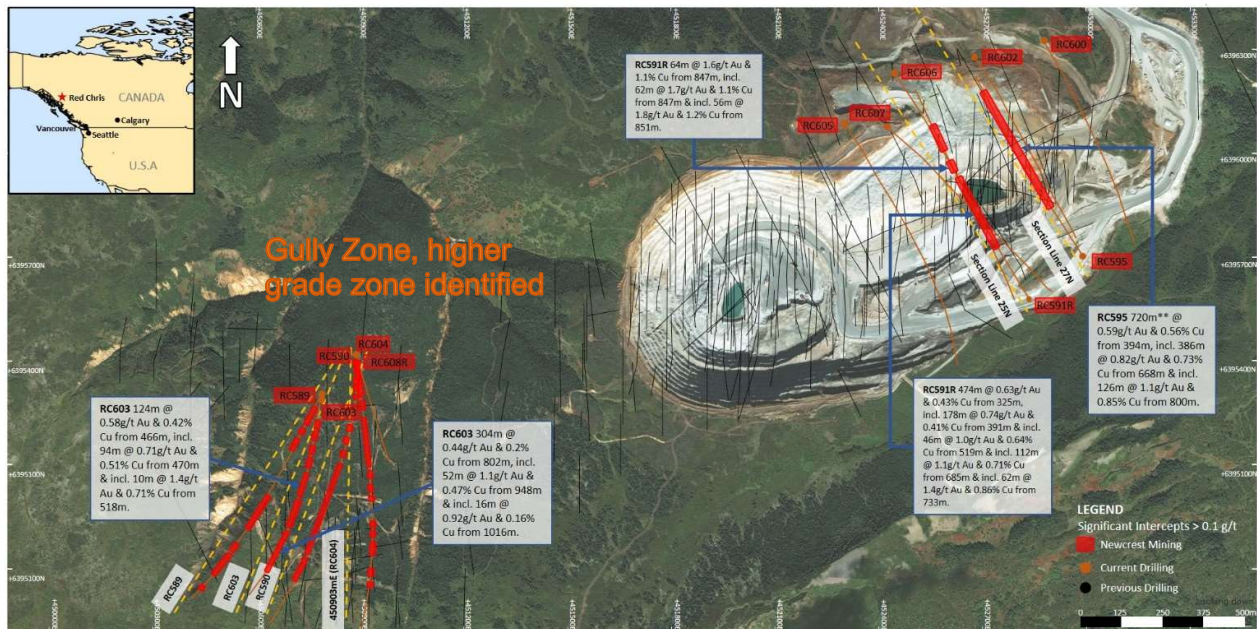 CANADA
Red Chris
Vancouver
Calgary
Seattle
U.S.A
N
Gully Zone, higher
grade zone identified
RC591R 64m @ 1.6g/t Au &
1.1% Cu from 847m, incl.
62m @ 1.7g/t Au & 1.1% Cu
from 847m & incl. 56m @
1.8g/t Au & 1.2% Cu from
851m.
RC600
RC602
RC606
RC607
RC605
+6396300N
+6396000N
+6395700N
+6395400N
+6395100N
Section Line 27N
Section Line 25N
RC595
RC591R
RC595 720m** @
0.59g/t Au & 0.56% Cu
from 394m, incl. 386m
@ 0.82g/t Au & 0.73%
Cu from 668m & incl.
126m @ 1.1g/t Au &
0.85% Cu from 800m.
RC591R 474m @ 0.63g/t Au
& 0.43% Cu from 325m,
incl. 178m @ 0.74g/t Au &
0.41% Cu from 391m & incl.
46m @ 1.0g/t Au & 0.64%
Cu from 519m & incl. 112m
@ 1.1g/t Au & 0.71% Cu
from 685m & incl. 62m @
1.4g/t Au & 0.86% Cu from
733m.
+6395700N
+6395400N
+6395100N
+6395100N
RC604
RC590
RC608R
RC589
RC603
RC603 124m @
0.58g/t Au & 0.42%
Cu from 466m, incl.
94m @ 0.71g/t Au &
0.51% Cu from 470m
& incl. 10m @ 1.4g/t
Au & 0.71% Cu from
518m.
RC603 304m @
0.44g/t Au & 0.2%
Cu from 802m, incl.
52m @ 1.1g/t Au &
0.47% Cu from 948m
& incl. 16m @
0.92g/t Au & 0.16%
Cu from 1016m.
RC589
RC603
RC590
450903mE (RC604)
LEGEND
Significant Intercepts > 0.1 g/t
Newcrest Mining
Current Drilling
Previous Drilling
0 125 250 375 500m